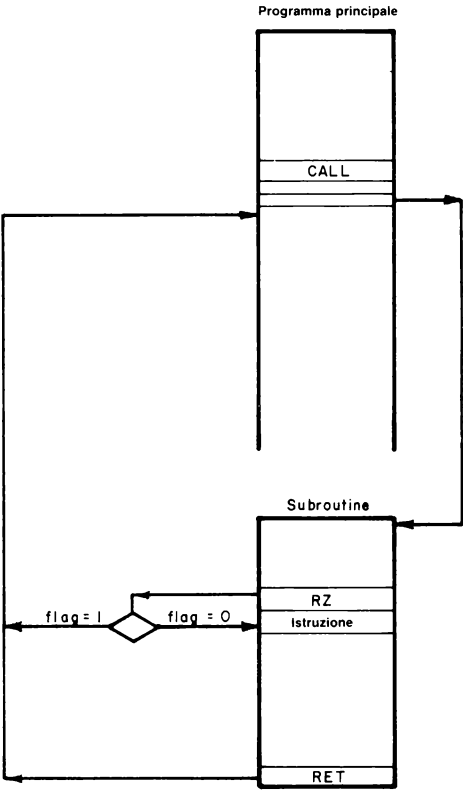 Programma principale
CALL
Subroutine
RZ
flag = 1
flag = 0
Istruzione
RET